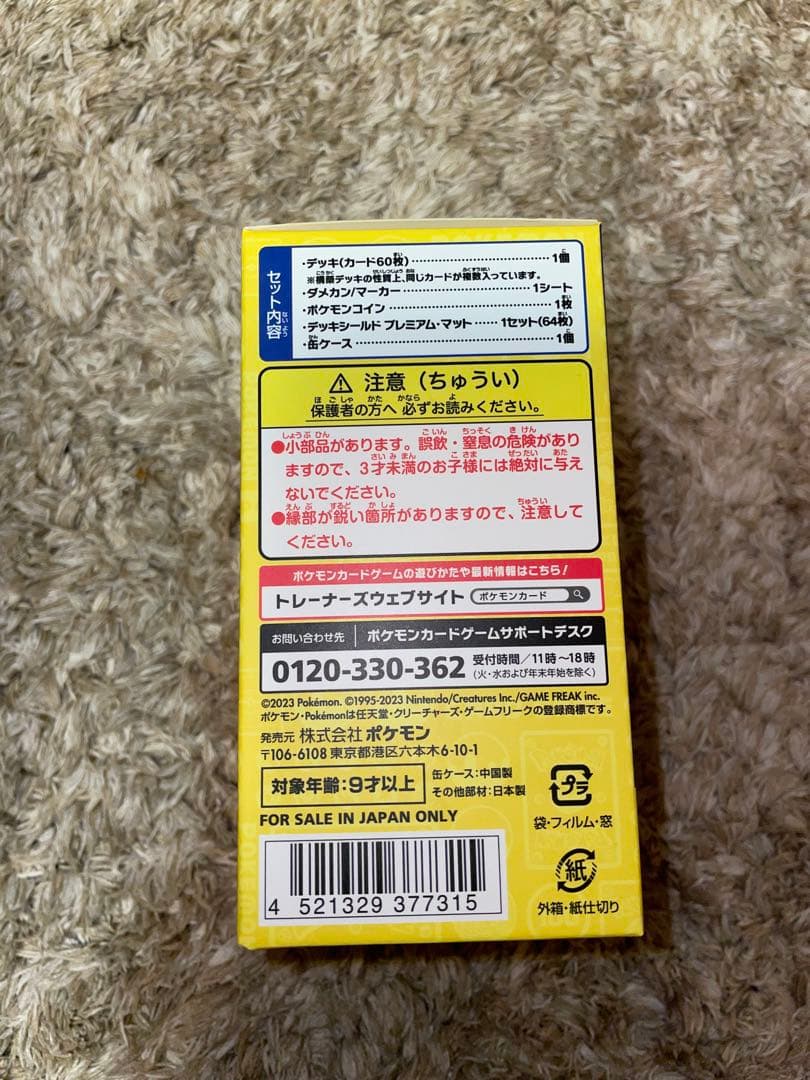 セット内容
・デッキ(カード60枚)……………………1個
※構築デッキの性質上、同じカードが複数入っています。
・ダメカン/マーカー……………………1シート
・ポケモンコイン……………………1枚
・デッキシールド プレミアム・マット……1セット(64枚)
・缶ケース……………………1個
⚠ 注意(ちゅうい)
保護者の方へ 必ずお読みください。
●小部品があります。誤飲・窒息の危険があり
ますので、3才未満のお子様には絶対に与え
ないでください。
●縁部が鋭い箇所がありますので、注意して
ください。
ポケモンカードゲームの遊びかたや最新情報はこちら!
トレーナーズウェブサイト ポケモンカード
お問い合わせ先 ポケモンカードゲームサポートデスク
0120-330-362 受付時間/11時~18時
(火・水および年末年始を除く)
©2023 Pokémon. ©1995-2023 Nintendo/Creatures Inc./GAME FREAK inc.
ポケモン・Pokémonは任天堂・クリーチャーズ・ゲームフリークの登録商標です。
発売元 株式会社 ポケモン
〒106-6108 東京都港区六本木6-10-1
対象年齢:9才以上
缶ケース:中国製
その他部材:日本製
FOR SALE IN JAPAN ONLY
プラ
袋・フィルム・窓
紙
外箱・紙仕切り
4 521329 377315